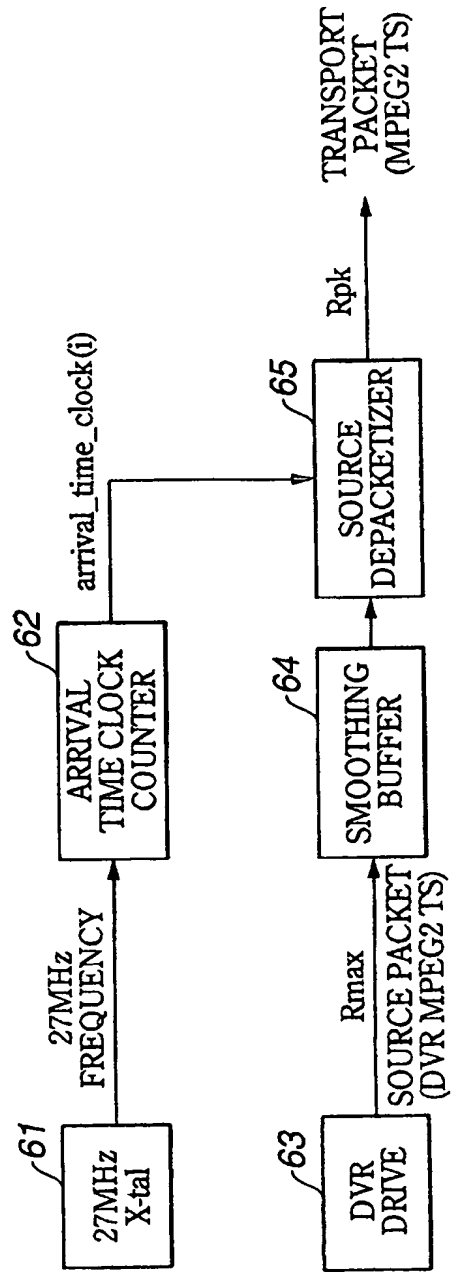 61
27MHz
X-tal
27MHz
FREQUENCY
62
ARRIVAL
TIME CLOCK
COUNTER
arrival_time_clock(i)
63
DVR
DRIVE
Rmax
SOURCE PACKET
(DVR MPEG2 TS)
64
SMOOTHING
BUFFER
65
SOURCE
DEPACKETIZER
Rpk
TRANSPORT
PACKET
(MPEG2 TS)